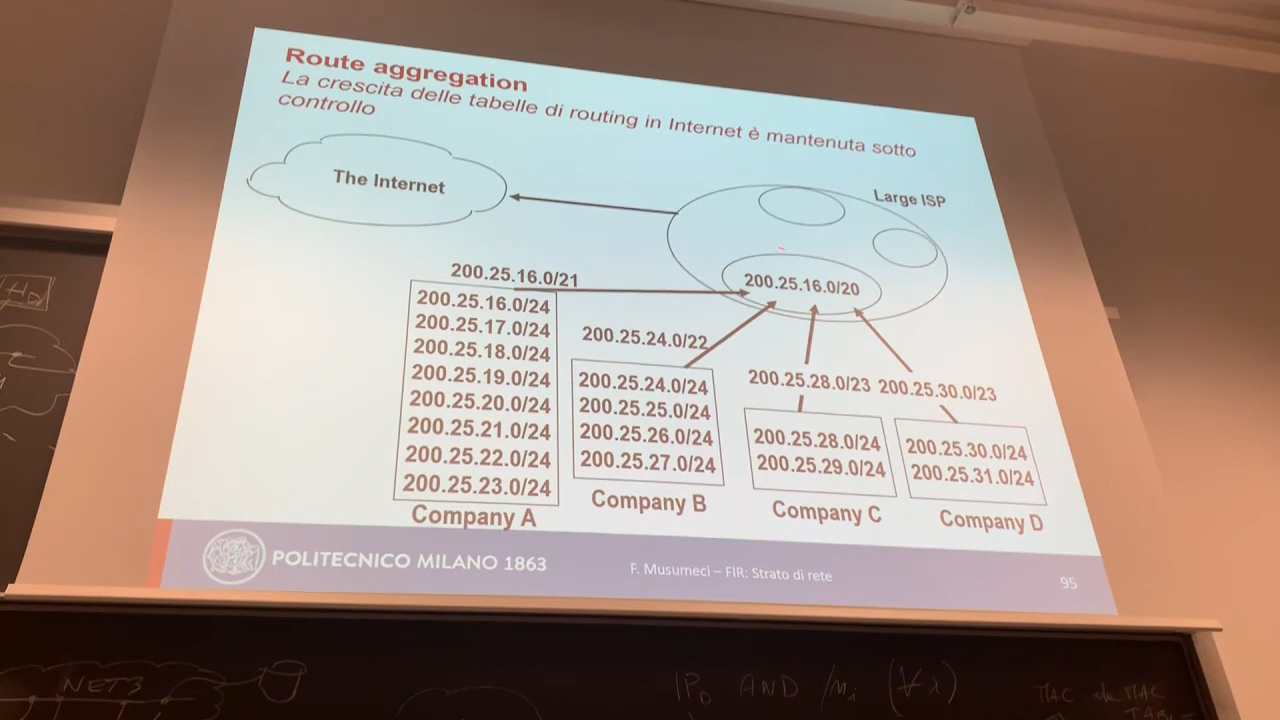 Route aggregation
La crescita delle tabelle di routing in Internet è mantenuta sotto
controllo
The Internet
Large ISP
200.25.16.0/20
200.25.16.0/21
200.25.16.0/24
200.25.17.0/24
200.25.18.0/24
200.25.19.0/24
200.25.20.0/24
200.25.21.0/24
200.25.22.0/24
200.25.23.0/24
Company A
200.25.24.0/22
200.25.24.0/24
200.25.25.0/24
200.25.26.0/24
200.25.27.0/24
Company B
200.25.28.0/23
200.25.28.0/24
200.25.29.0/24
Company C
200.25.30.0/23
200.25.30.0/24
200.25.31.0/24
Company D
POLITECNICO MILANO 1863
F. Musumeci – FIR: Strato di rete
95
NET3
IP_D AND /m_i (∀i)
MAC